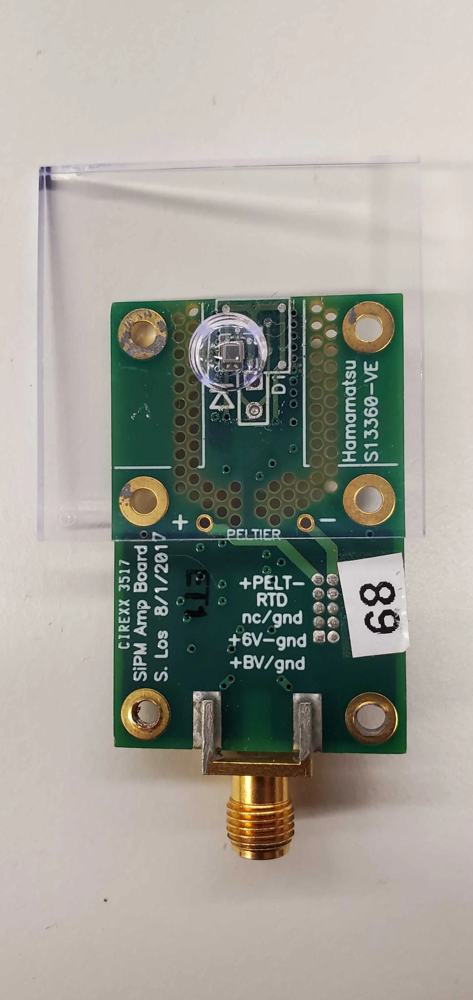 D1
Hamamatsu
S13360-VE
+ -
PELTIER
CIREXX 3517
SiPM Amp Board
S. Los 8/1/2017
ET1
+PELT-
RTD
nc/gnd
+6V-gnd
+BV/gnd
68